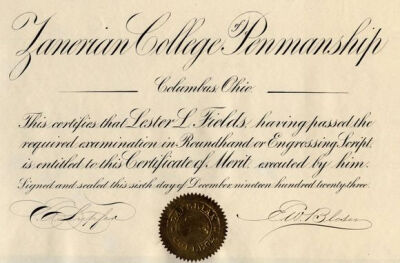 Zanerian College of Penmanship
Columbus, Ohio
This certifies that Lester L. Fields, having passed the
required examination in Roundhand or Engrossing Script,
is entitled to this Certificate of Merit, executed by him.
Signed and sealed this sixth day of December nineteen hundred twenty three.